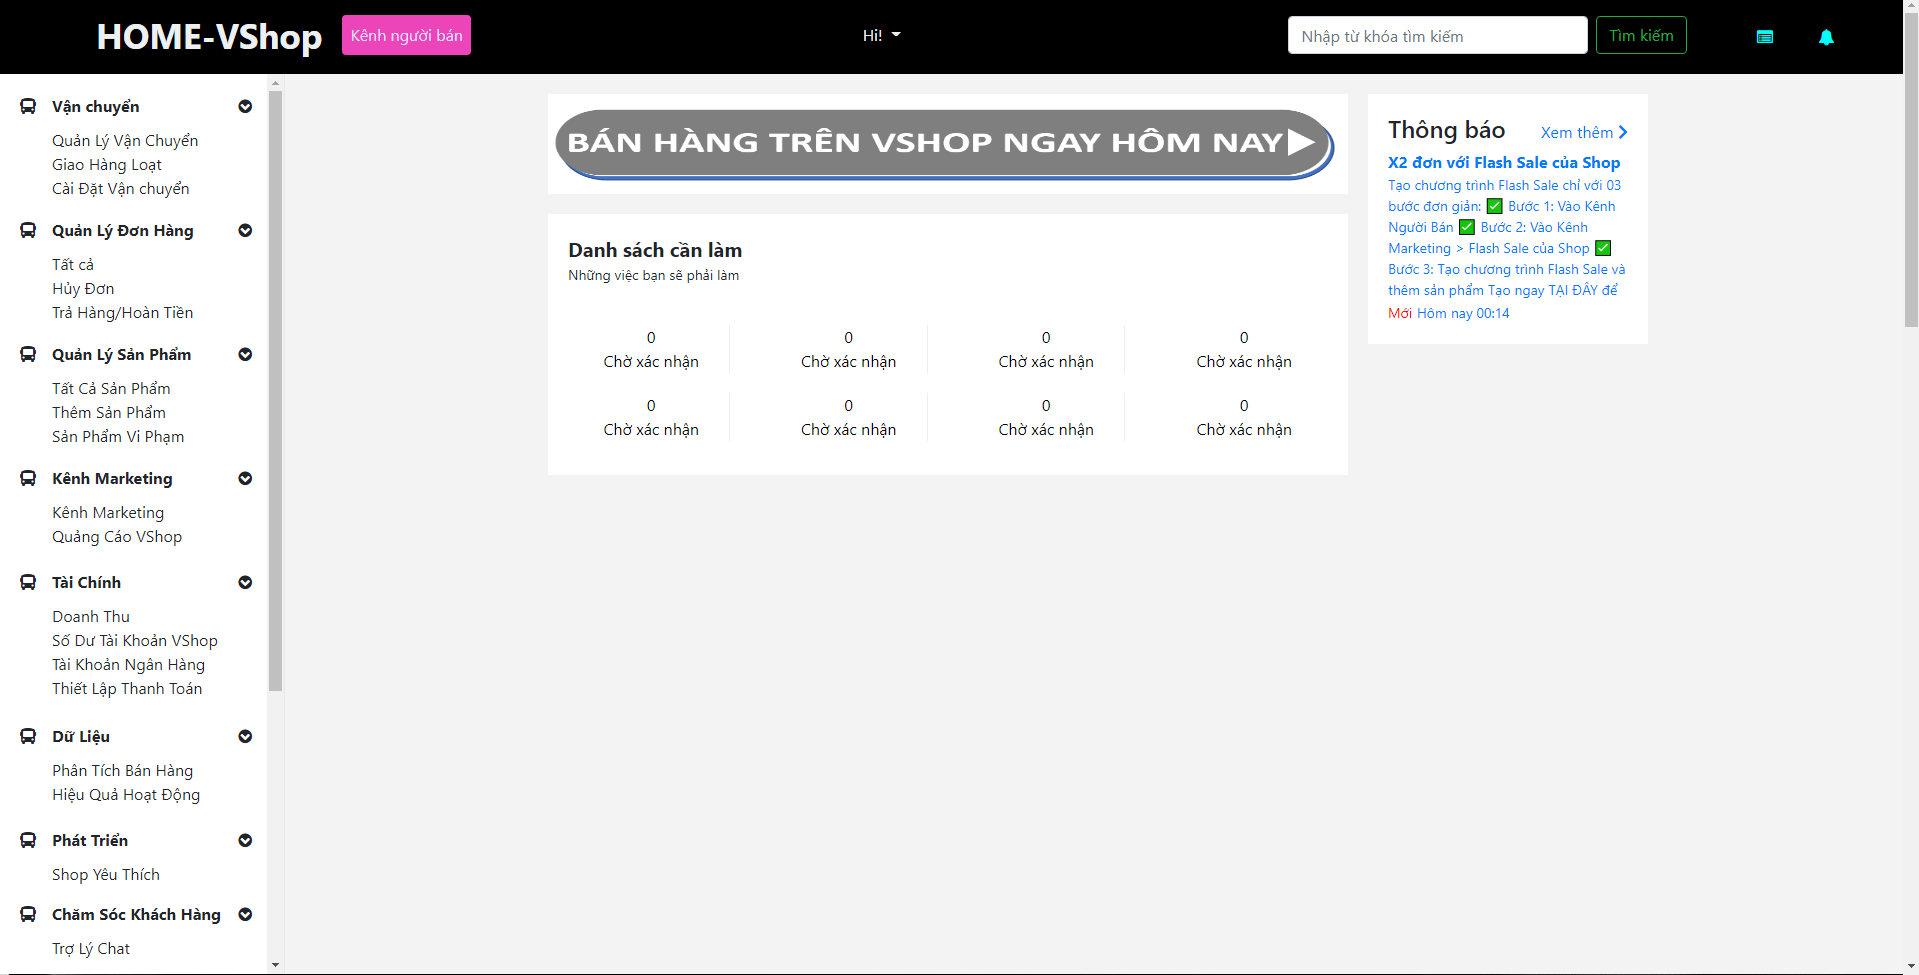 HOME-VShop
Kênh người bán
Hi!
Nhập từ khóa tìm kiếm
Tìm kiếm
Vận chuyển
Quản Lý Vận Chuyển
Giao Hàng Loạt
Cài Đặt Vận chuyển
Quản Lý Đơn Hàng
Tất cả
Hủy Đơn
Trả Hàng/Hoàn Tiền
Quản Lý Sản Phẩm
Tất Cả Sản Phẩm
Thêm Sản Phẩm
Sản Phẩm Vi Phạm
Kênh Marketing
Kênh Marketing
Quảng Cáo VShop
Tài Chính
Doanh Thu
Số Dư Tài Khoản VShop
Tài Khoản Ngân Hàng
Thiết Lập Thanh Toán
Dữ Liệu
Phân Tích Bán Hàng
Hiệu Quả Hoạt Động
Phát Triển
Shop Yêu Thích
Chăm Sóc Khách Hàng
Trợ Lý Chat
BÁN HÀNG TRÊN VSHOP NGAY HÔM NAY
Danh sách cần làm
Những việc bạn sẽ phải làm
0 0 0 0
Chờ xác nhận Chờ xác nhận Chờ xác nhận Chờ xác nhận
0 0 0 0
Chờ xác nhận Chờ xác nhận Chờ xác nhận Chờ xác nhận
Thông báo Xem thêm
X2 đơn với Flash Sale của Shop
Tạo chương trình Flash Sale chỉ với 03
bước đơn giản: ✅ Bước 1: Vào Kênh
Người Bán ✅ Bước 2: Vào Kênh
Marketing > Flash Sale của Shop ✅
Bước 3: Tạo chương trình Flash Sale và
thêm sản phẩm Tạo ngay TẠI ĐÂY để
Mới Hôm nay 00:14